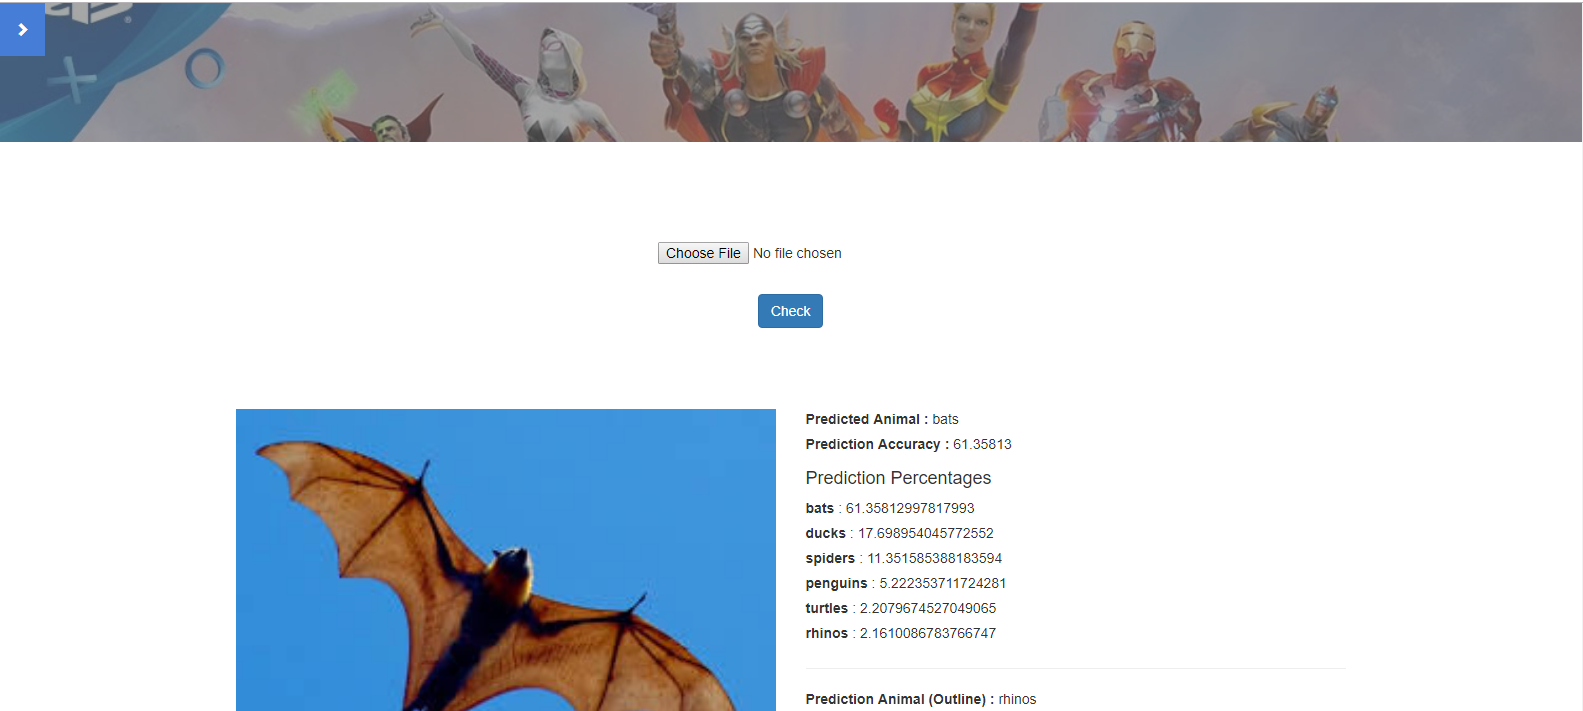 Choose File No file chosen
Check
Predicted Animal : bats
Prediction Accuracy : 61.35813
Prediction Percentages
bats : 61.35812997817993
ducks : 17.698954045772552
spiders : 11.351585388183594
penguins : 5.222353711724281
turtles : 2.2079674527049065
rhinos : 2.1610086783766747
Prediction Animal (Outline) : rhinos